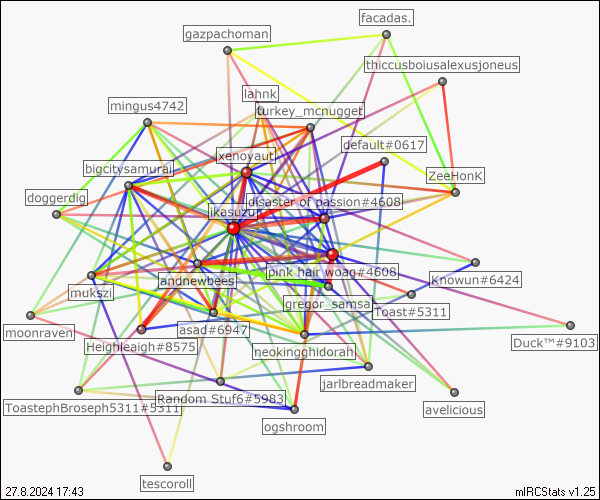 facadas.
gazpachoman
thiccusboiusalexusjoneus
lahnk
mingus4742
turkey_mcnugget
default#0617
xenoyaut
bigcitysamurai
ZeeHonK
doggerdig
disaster of passion#4608
ikasuzu
pink hair woag#4608
andnewbees
Knowun#6424
mukszi
gregor_samsa
Toast#5311
moonraven
asad#6947
Duck™#9103
Heighleigh#8575
neokingghidorah
jarlbreadmaker
Random Stuf6#5983
ToastephBroseph5311#5311
avelicious
ogshroom
tescoroll
27.8.2024 17:43
mIRCStats v1.25